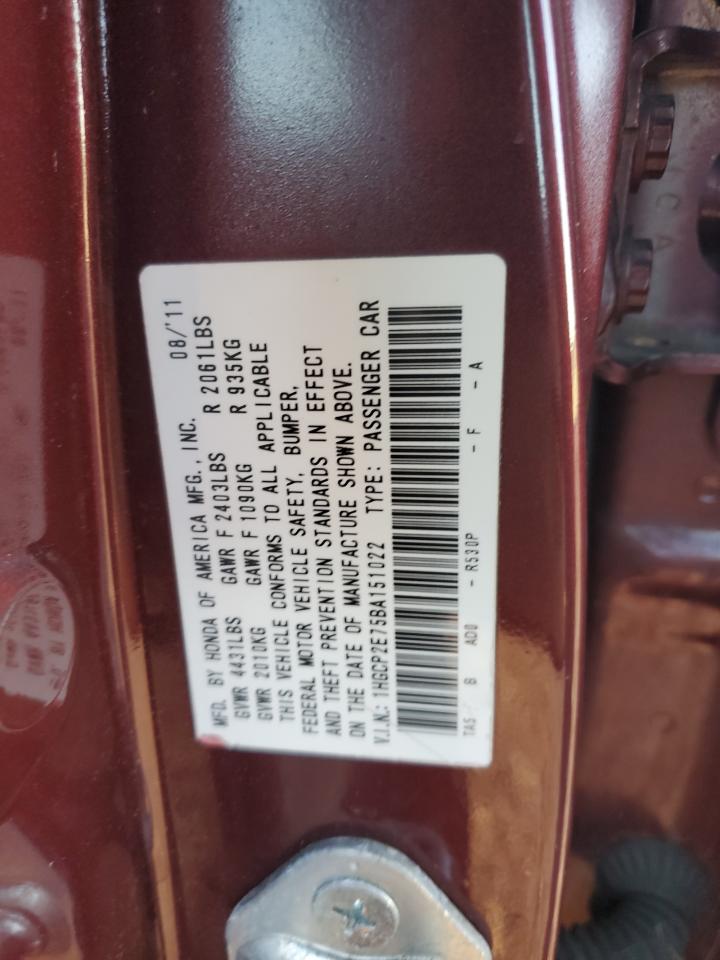 MFD. BY HONDA OF AMERICA MFG., INC. 08/'11
GVWR 4431LBS GAWR F 2403LBS R 2061LBS
GVWR 2010KG GAWR F 1090KG R 935KG
THIS VEHICLE CONFORMS TO ALL APPLICABLE
FEDERAL MOTOR VEHICLE SAFETY, BUMPER,
AND THEFT PREVENTION STANDARDS IN EFFECT
ON THE DATE OF MANUFACTURE SHOWN ABOVE.
V.I.N.: 1HGCP2E75BA151022 TYPE: PASSENGER CAR
TA5- B AD0 - R530P - F - A